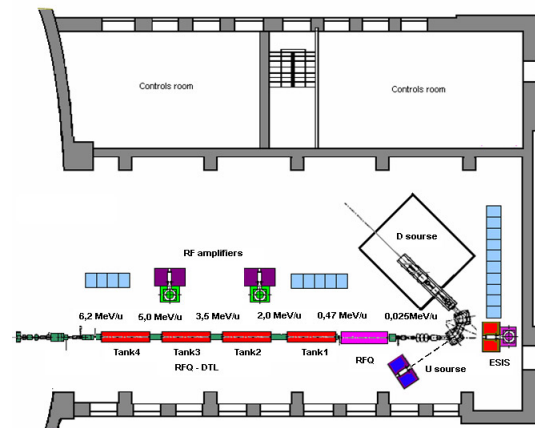 Controls room
Controls room
D sourse
RF amplifiers
6,2 MeV/u
5,0 MeV/u
3,5 MeV/u
2,0 MeV/u
0,47 MeV/u
0,025MeV/u
Tank4
Tank3
Tank2
Tank1
RFQ
U sourse
ESIS
RFQ - DTL